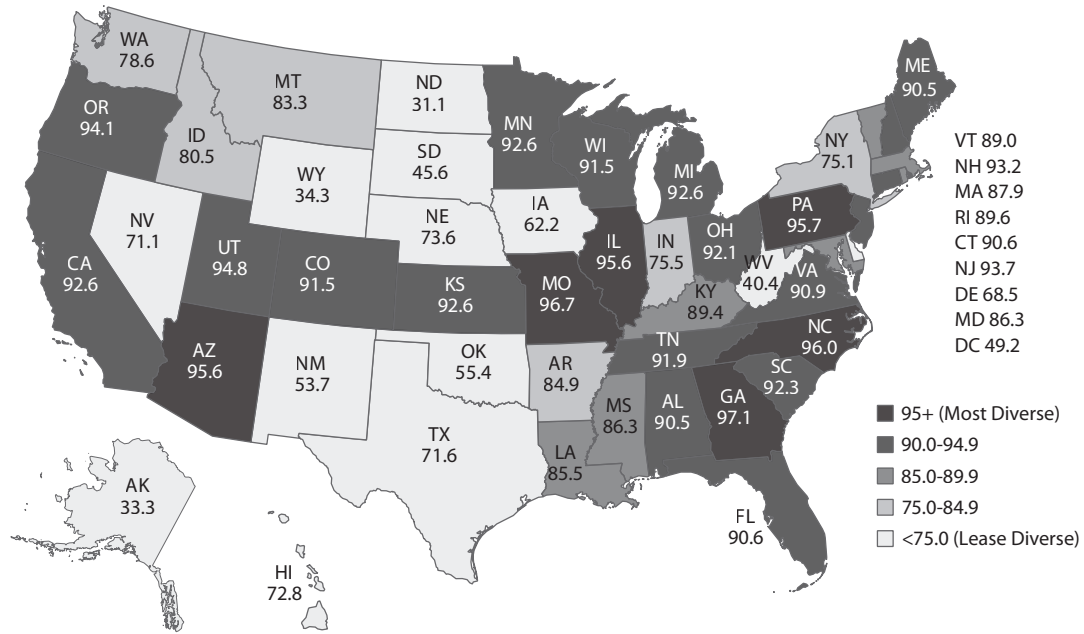 WA
78.6
MT
83.3
ND
31.1
ME
90.5
OR
94.1
ID
80.5
MN
92.6
WI
91.5
MI
92.6
NY
75.1
SD
45.6
WY
34.3
VT 89.0
NH 93.2
MA 87.9
RI 89.6
CT 90.6
NJ 93.7
DE 68.5
MD 86.3
DC 49.2
NV
71.1
UT
94.8
CO
91.5
NE
73.6
IA
62.2
IL
95.6
IN
75.5
OH
92.1
PA
95.7
WV
40.4
VA
90.9
CA
92.6
KS
92.6
MO
96.7
KY
89.4
NC
96.0
TN
91.9
SC
92.3
AZ
95.6
NM
53.7
OK
55.4
AR
84.9
MS
86.3
AL
90.5
GA
97.1
TX
71.6
LA
85.5
FL
90.6
AK
33.3
HI
72.8
95+ (Most Diverse)
90.0-94.9
85.0-89.9
75.0-84.9
<75.0 (Lease Diverse)